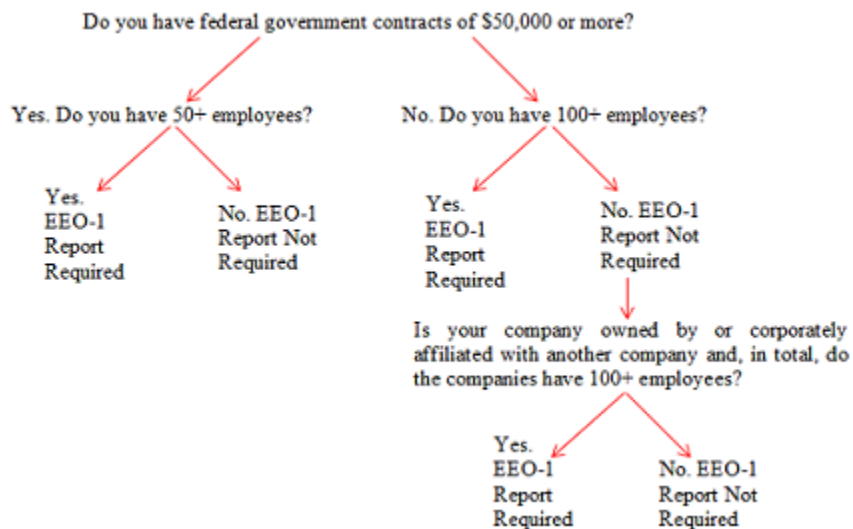 Do you have federal government contracts of $50,000 or more?
Yes. Do you have 50+ employees?
No. Do you have 100+ employees?
Yes.
EEO-1
Report
Required
No. EEO-1
Report Not
Required
Yes.
EEO-1
Report
Required
No. EEO-1
Report Not
Required
Is your company owned by or corporately
affiliated with another company and, in total, do
the companies have 100+ employees?
Yes.
EEO-1
Report
Required
No. EEO-1
Report Not
Required